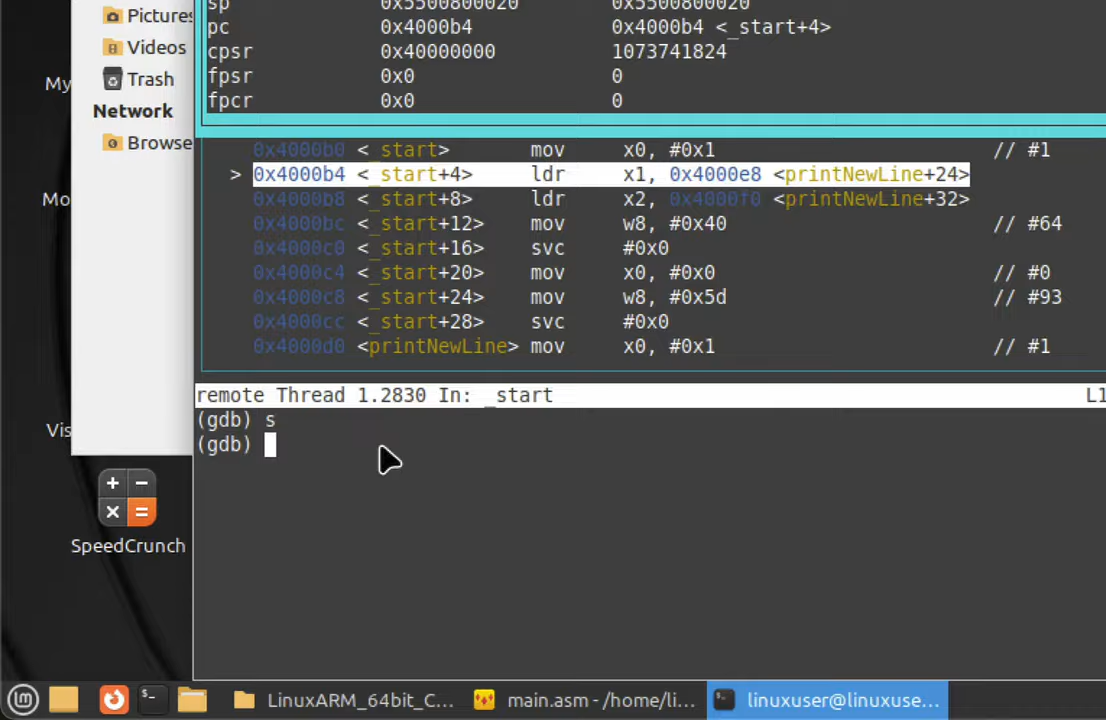 Pictures
Videos
Trash
Network
Browse
My
Mo
Vis
SpeedCrunch
sp 0x5500800020 0x5500800020
pc 0x4000b4 0x4000b4 <_start+4>
cpsr 0x40000000 1073741824
fpsr 0x0 0
fpcr 0x0 0
0x4000b0 <_start> mov x0, #0x1 // #1
> 0x4000b4 <_start+4> ldr x1, 0x4000e8 <printNewLine+24>
0x4000b8 <_start+8> ldr x2, 0x4000f0 <printNewLine+32>
0x4000bc <_start+12> mov w8, #0x40 // #64
0x4000c0 <_start+16> svc #0x0
0x4000c4 <_start+20> mov x0, #0x0 // #0
0x4000c8 <_start+24> mov w8, #0x5d // #93
0x4000cc <_start+28> svc #0x0
0x4000d0 <printNewLine> mov x0, #0x1 // #1
remote Thread 1.2830 In: _start L1
(gdb) s
(gdb)
LinuxARM_64bit_C... main.asm - /home/li... linuxuser@linuxuse...